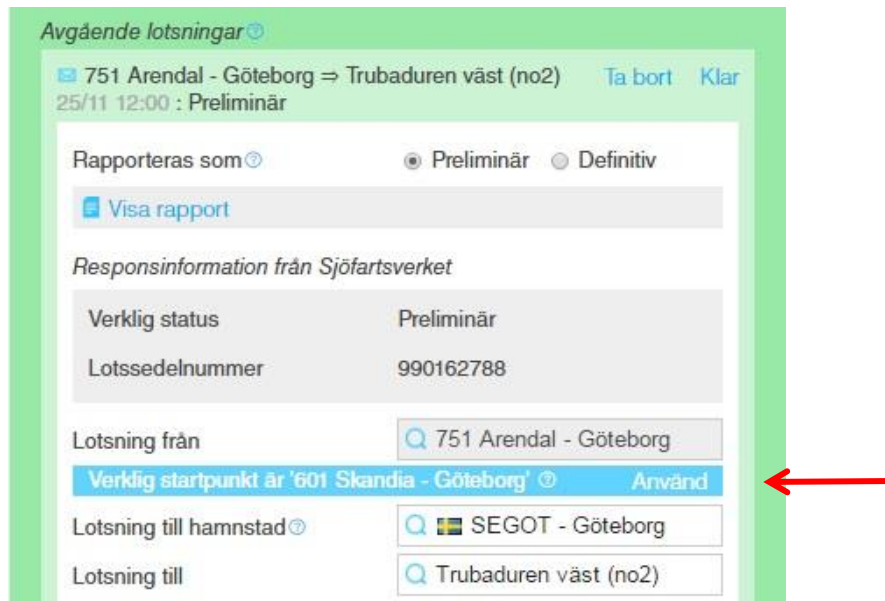 Avgående lotsningar
751 Arendal - Göteborg ⇒ Trubaduren väst (no2) Ta bort Klar
25/11 12:00 : Preliminär
Rapporteras som Preliminär Definitiv
Visa rapport
Responsinformation från Sjöfartsverket
Verklig status Preliminär
Lotssedelnummer 990162788
Lotsning från 751 Arendal - Göteborg
Verklig startpunkt är '601 Skandia - Göteborg' Använd
Lotsning till hamnstad SEGOT - Göteborg
Lotsning till Trubaduren väst (no2)